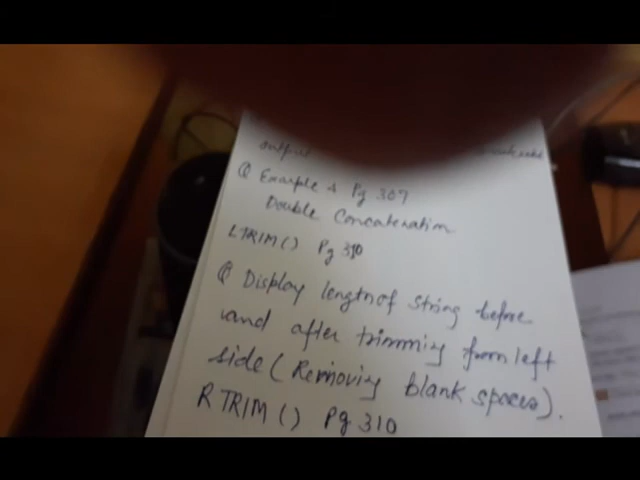 output
Q Example 4 Pg 307
Double Concatenation
LTRIM() Pg 310
Q Display length of string before
and after trimming from left
side (Removing blank spaces).
RTRIM() Pg 310